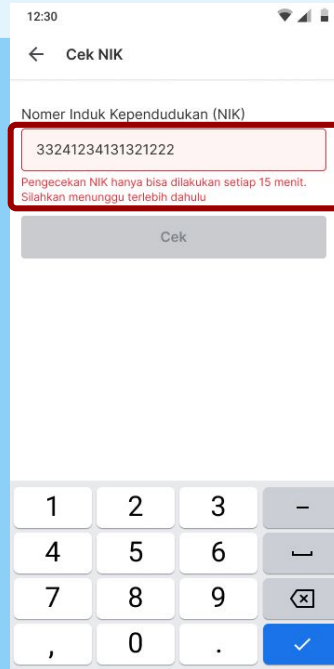 12:30
Cek NIK
Nomer Induk Kependudukan (NIK)
33241234131321222
Pengecekan NIK hanya bisa dilakukan setiap 15 menit.
Silahkan menunggu terlebih dahulu
Cek
1 2 3 –
4 5 6
7 8 9
, 0 .